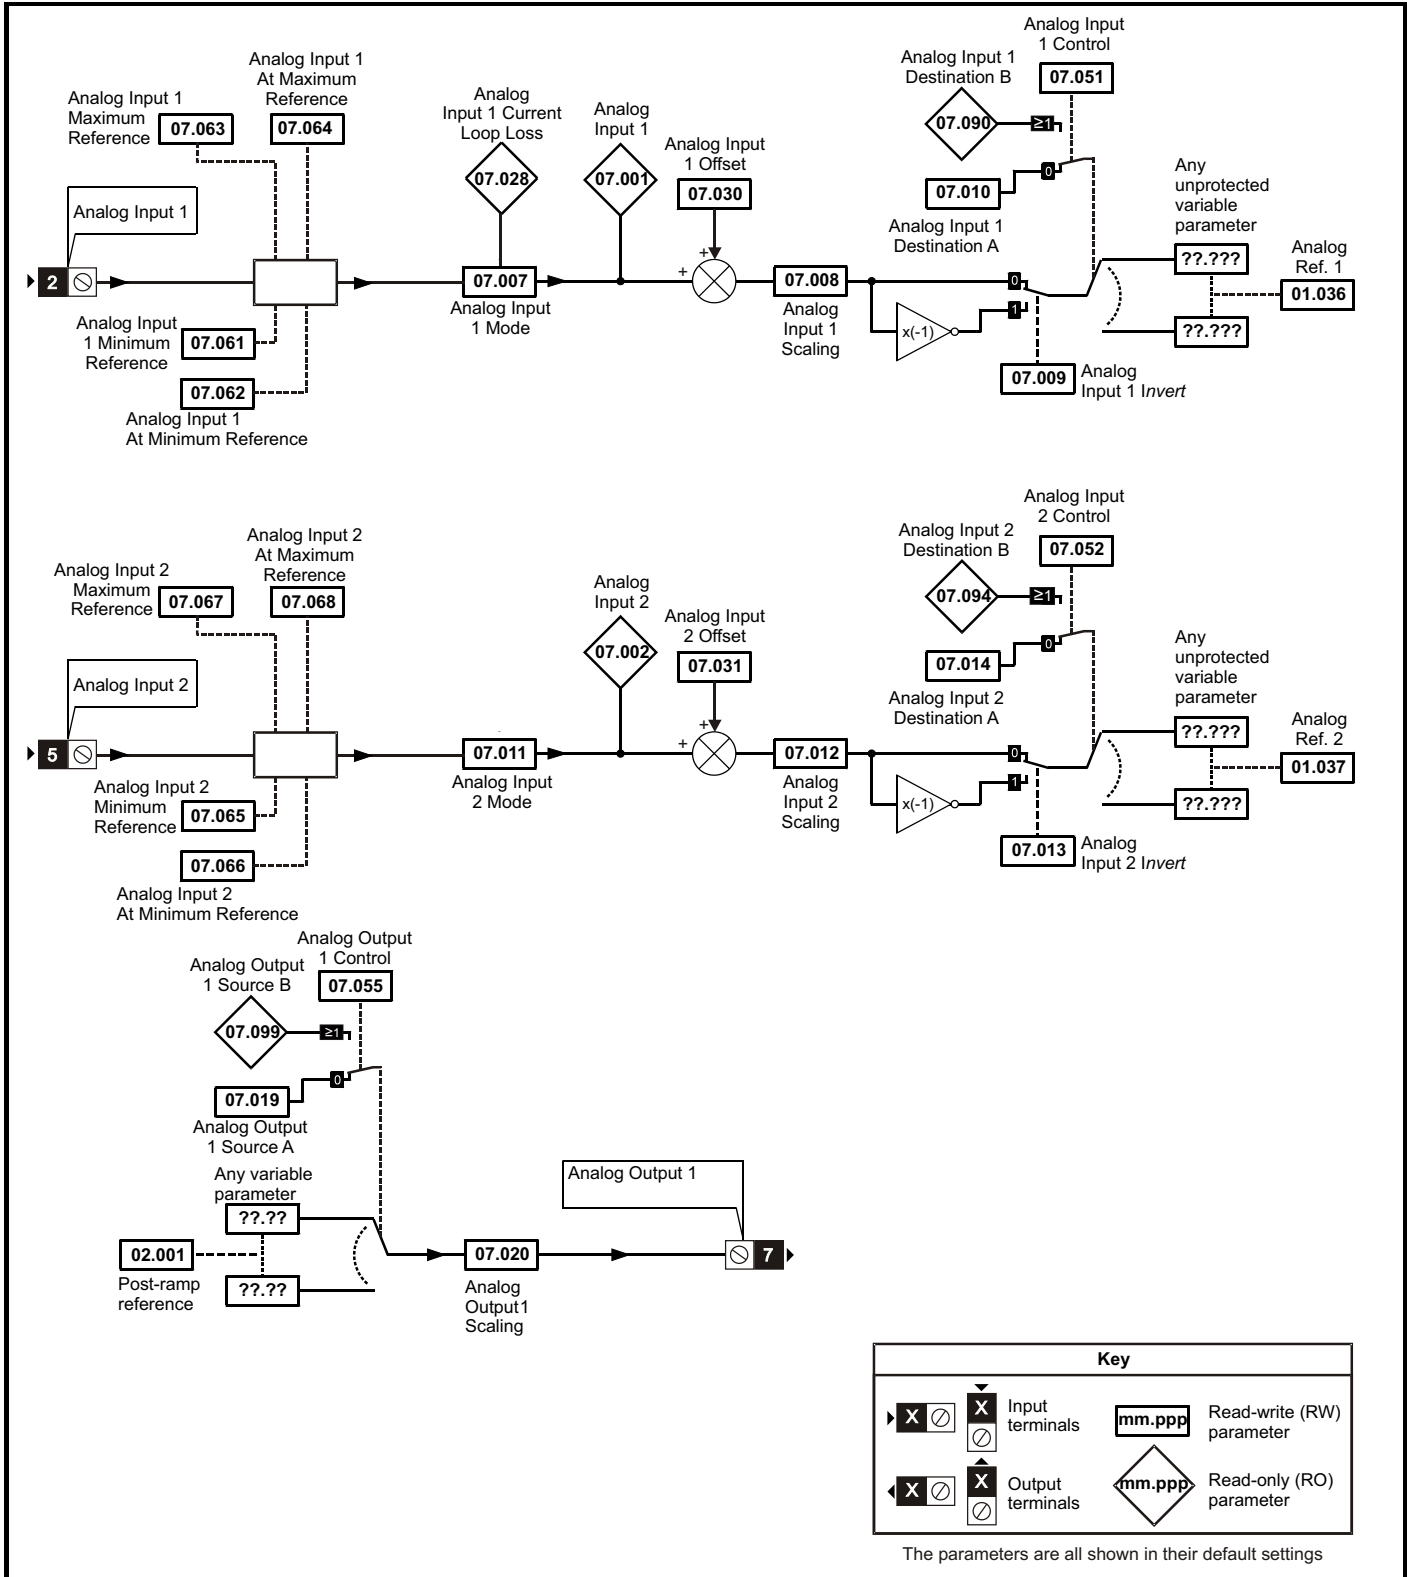 Analog Input 1
Maximum
Reference
07.063
Analog Input 1
At Maximum
Reference
07.064
Analog Input 1
2
Analog Input
1 Minimum
Reference
07.061
07.062
Analog Input 1
At Minimum Reference
Analog
Input 1 Current
Loop Loss
07.028
07.007
Analog Input
1 Mode
Analog
Input 1
07.001
Analog Input
1 Offset
07.030
+
+
07.008
Analog
Input 1
Scaling
x(-1)
0
1
07.009
Analog
Input 1 Invert
Analog Input 1
Destination B
07.090
≥1
Analog Input
1 Control
07.051
0
07.010
Analog Input 1
Destination A
Any
unprotected
variable
parameter
??.???
??.???
Analog
Ref. 1
01.036
Analog Input 2
Maximum
Reference
07.067
Analog Input 2
At Maximum
Reference
07.068
Analog Input 2
5
Analog Input 2
Minimum
Reference
07.065
07.066
Analog Input 2
At Minimum Reference
07.011
Analog Input
2 Mode
Analog
Input 2
07.002
Analog Input
2 Offset
07.031
+
+
07.012
Analog
Input 2
Scaling
x(-1)
0
1
07.013
Analog
Input 2 Invert
Analog Input 2
Destination B
07.094
≥1
Analog Input
2 Control
07.052
0
07.014
Analog Input 2
Destination A
Any
unprotected
variable
parameter
??.???
??.???
Analog
Ref. 2
01.037
Analog Output
1 Source B
07.099
≥1
Analog Output
1 Control
07.055
0
07.019
Analog Output
1 Source A
Any variable
parameter
??.??
02.001
Post-ramp
reference
??.??
07.020
Analog
Output1
Scaling
Analog Output 1
7
Key
X
X
Input
terminals
mm.ppp
Read-write (RW)
parameter
X
X
Output
terminals
mm.ppp
Read-only (RO)
parameter
The parameters are all shown in their default settings